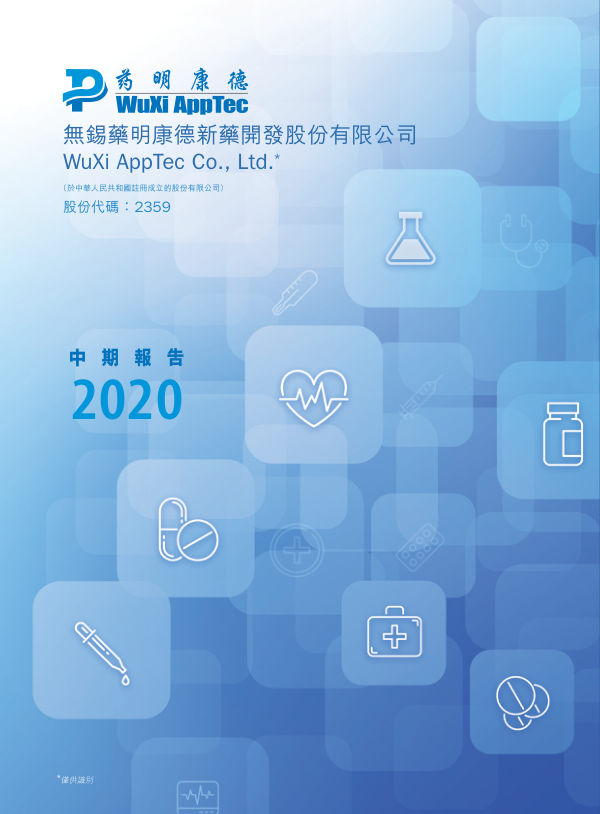 药明康德
WuXi AppTec
無錫藥明康德新藥開發股份有限公司
WuXi AppTec Co., Ltd.*
(於中華人民共和國註冊成立的股份有限公司)
股份代碼：2359
中期報告
2020
*僅供識別